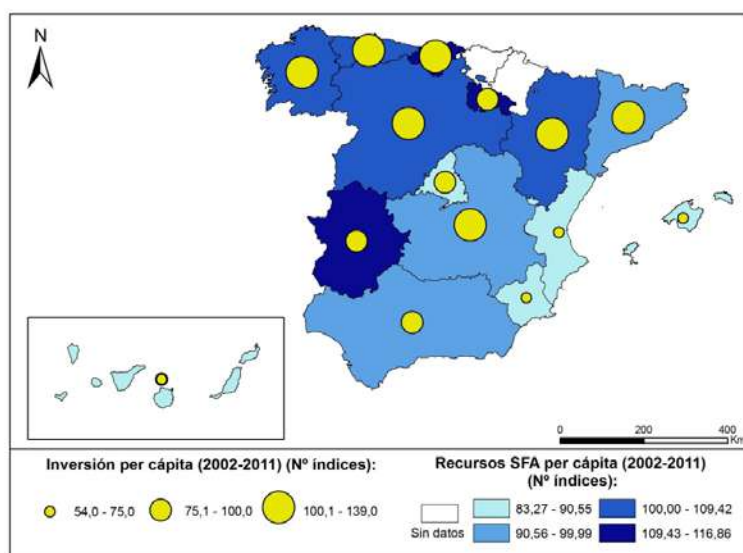 N
0
200
400
Km
Inversión per cápita (2002-2011) (Nº índices):
54,0 - 75,0
75,1 - 100,0
100,1 - 139,0
Recursos SFA per cápita (2002-2011)
(Nº índices):
Sin datos
83,27 - 90,55
100,00 - 109,42
90,56 - 99,99
109,43 - 116,86